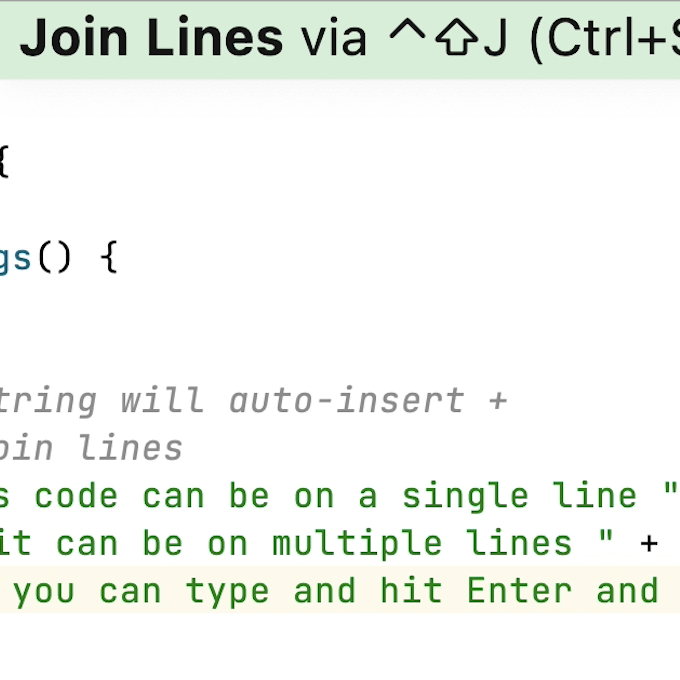 Join Lines via ⌃⇧J (Ctrl+S
{
gs() {
tring will auto-insert +
oin lines
s code can be on a single line "
it can be on multiple lines " +
you can type and hit Enter and